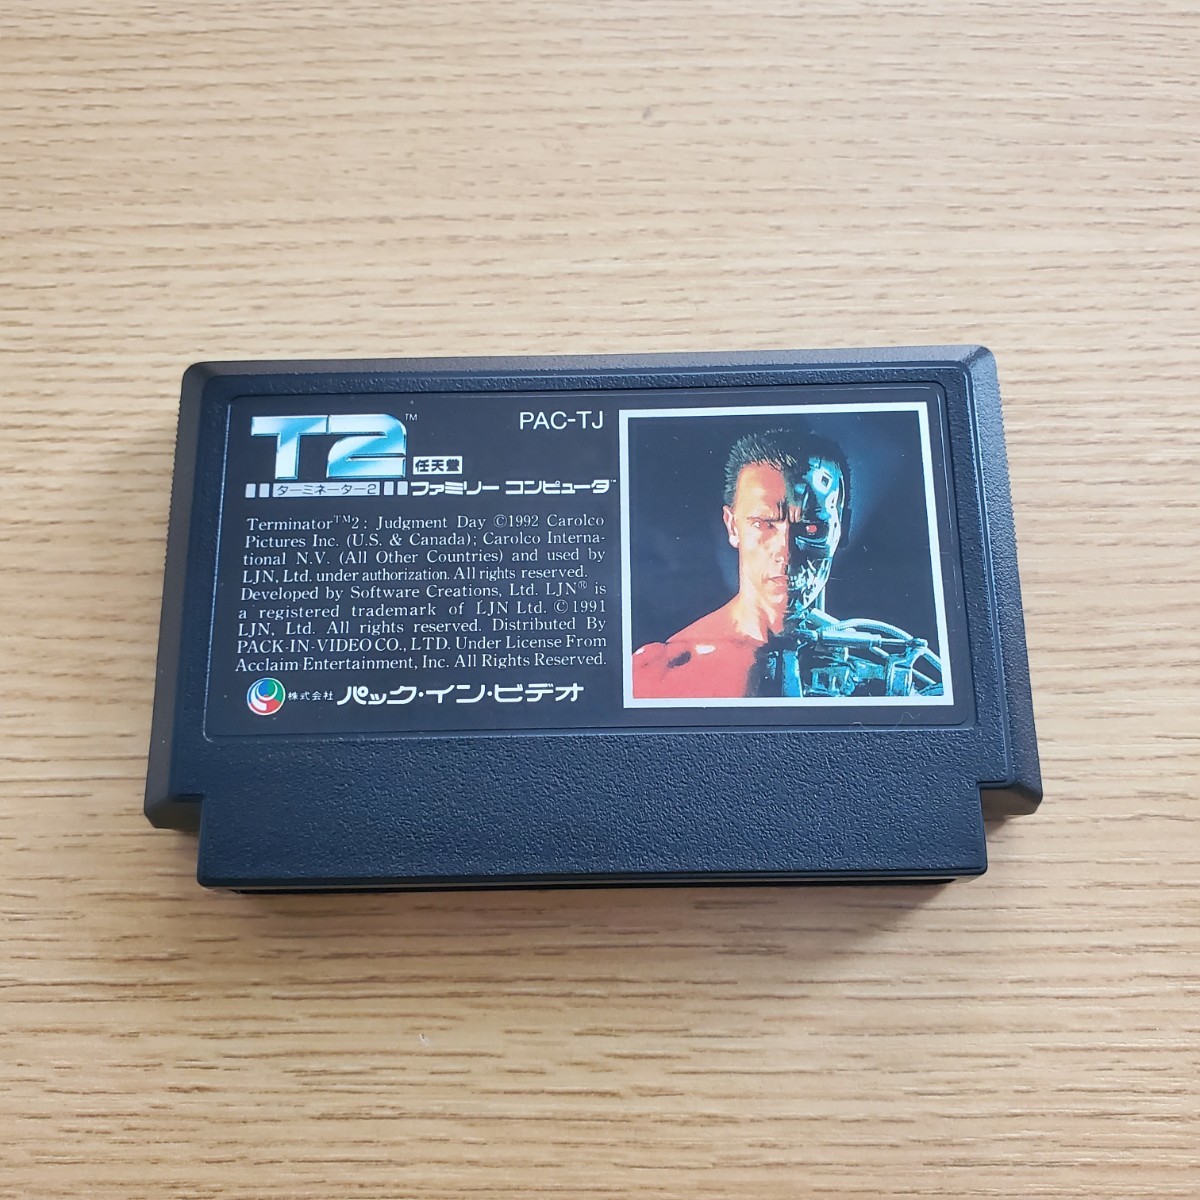 T2™
PAC-TJ
任天堂
ターミネーター2
ファミリー コンピュータ™
Terminator™2: Judgment Day ©1992 Carolco
Pictures Inc. (U.S. & Canada); Carolco Interna-
tional N.V. (All Other Countries) and used by
LJN, Ltd. under authorization. All rights reserved.
Developed by Software Creations, Ltd. LJN® is
a registered trademark of LJN Ltd. ©1991
LJN, Ltd. All rights reserved. Distributed By
PACK-IN-VIDEO CO., LTD. Under License From
Acclaim Entertainment, Inc. All Rights Reserved.
株式会社 パック・イン・ビデオ